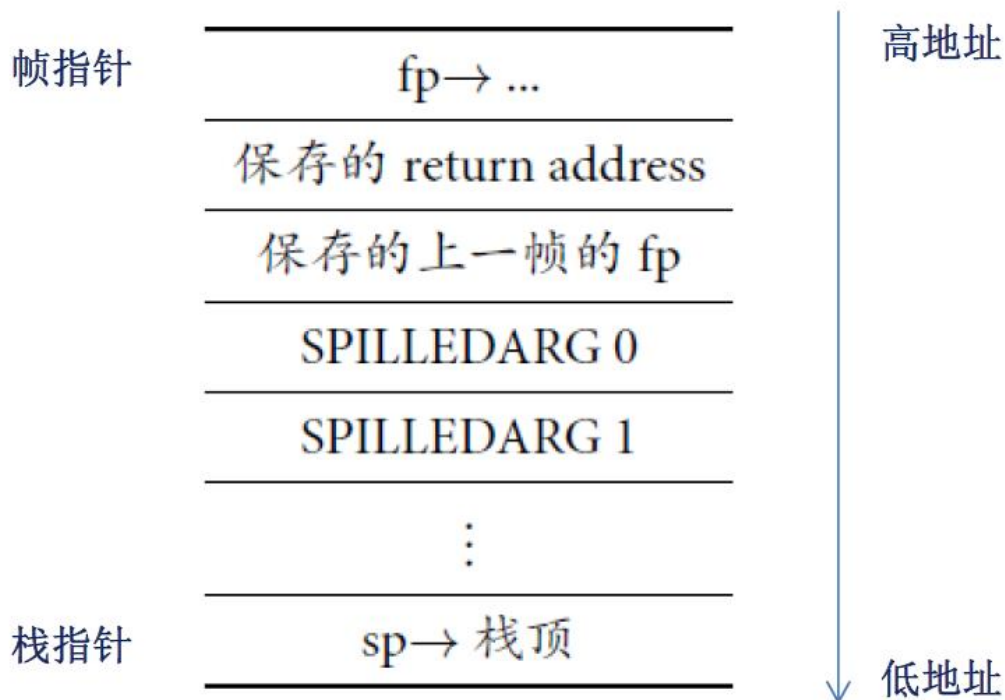 帧指针
fp→ ...
高地址
保存的 return address
保存的上一帧的 fp
SPILLEDARG 0
SPILLEDARG 1
⋮
栈指针
sp→ 栈顶
低地址